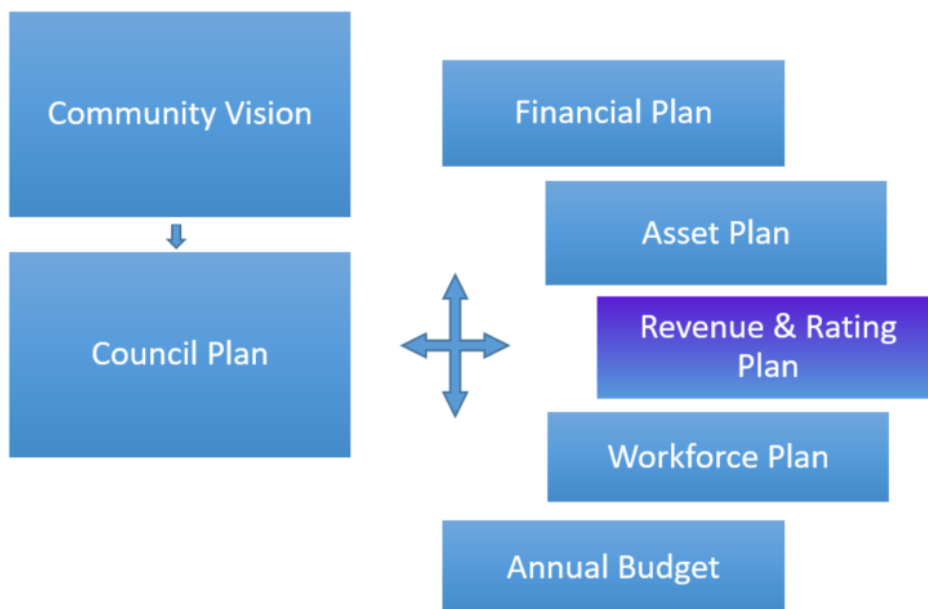 Community Vision
Council Plan
Financial Plan
Asset Plan
Revenue & Rating
Plan
Workforce Plan
Annual Budget